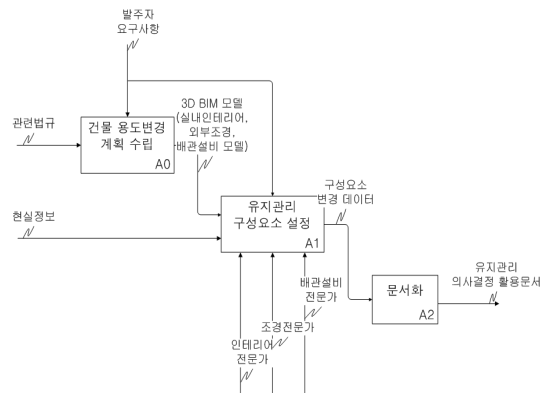 발주자
요구사항
관련법규
건물 용도변경
계획 수립
A0
3D BIM 모델
(실내인테리어,
외부조경,
배관설비 모델)
현실정보
유지관리
구성요소 설정
A1
구성요소
변경 데이터
배관설비
전문가
조경전문가
인테리어
전문가
문서화
A2
유지관리
의사결정 활용문서